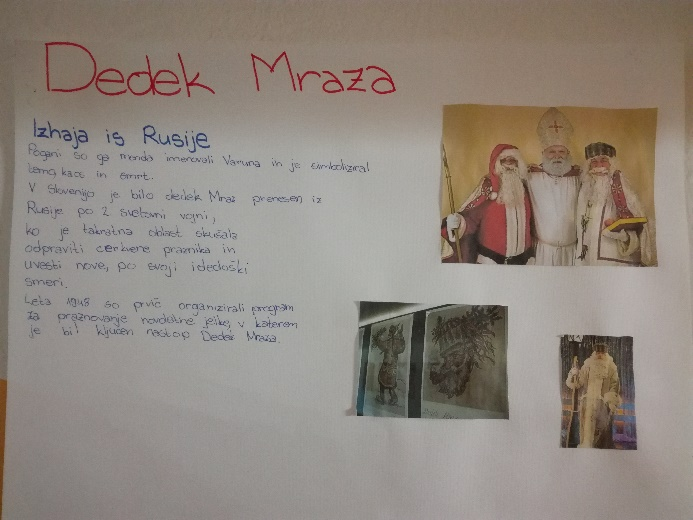 Dedek Mraza
Izhaja is Rusije
Pogani so ga menda imenovali Varuna in je simboliziral
temo, kaos in smrt.
V Slovenijo je bilo dedek Mraz prenesen iz
Rusije po 2 svetovni vojni,
ko je takratna oblast skušala
odpraviti cerkvene praznike in
uvesti nove, po svoji ideološki
smeri.
Leta 1948 so prvič organizirali program
za praznovanje novoletne jelke, v katerem
je bil ključen nastop Dedek Mraza.